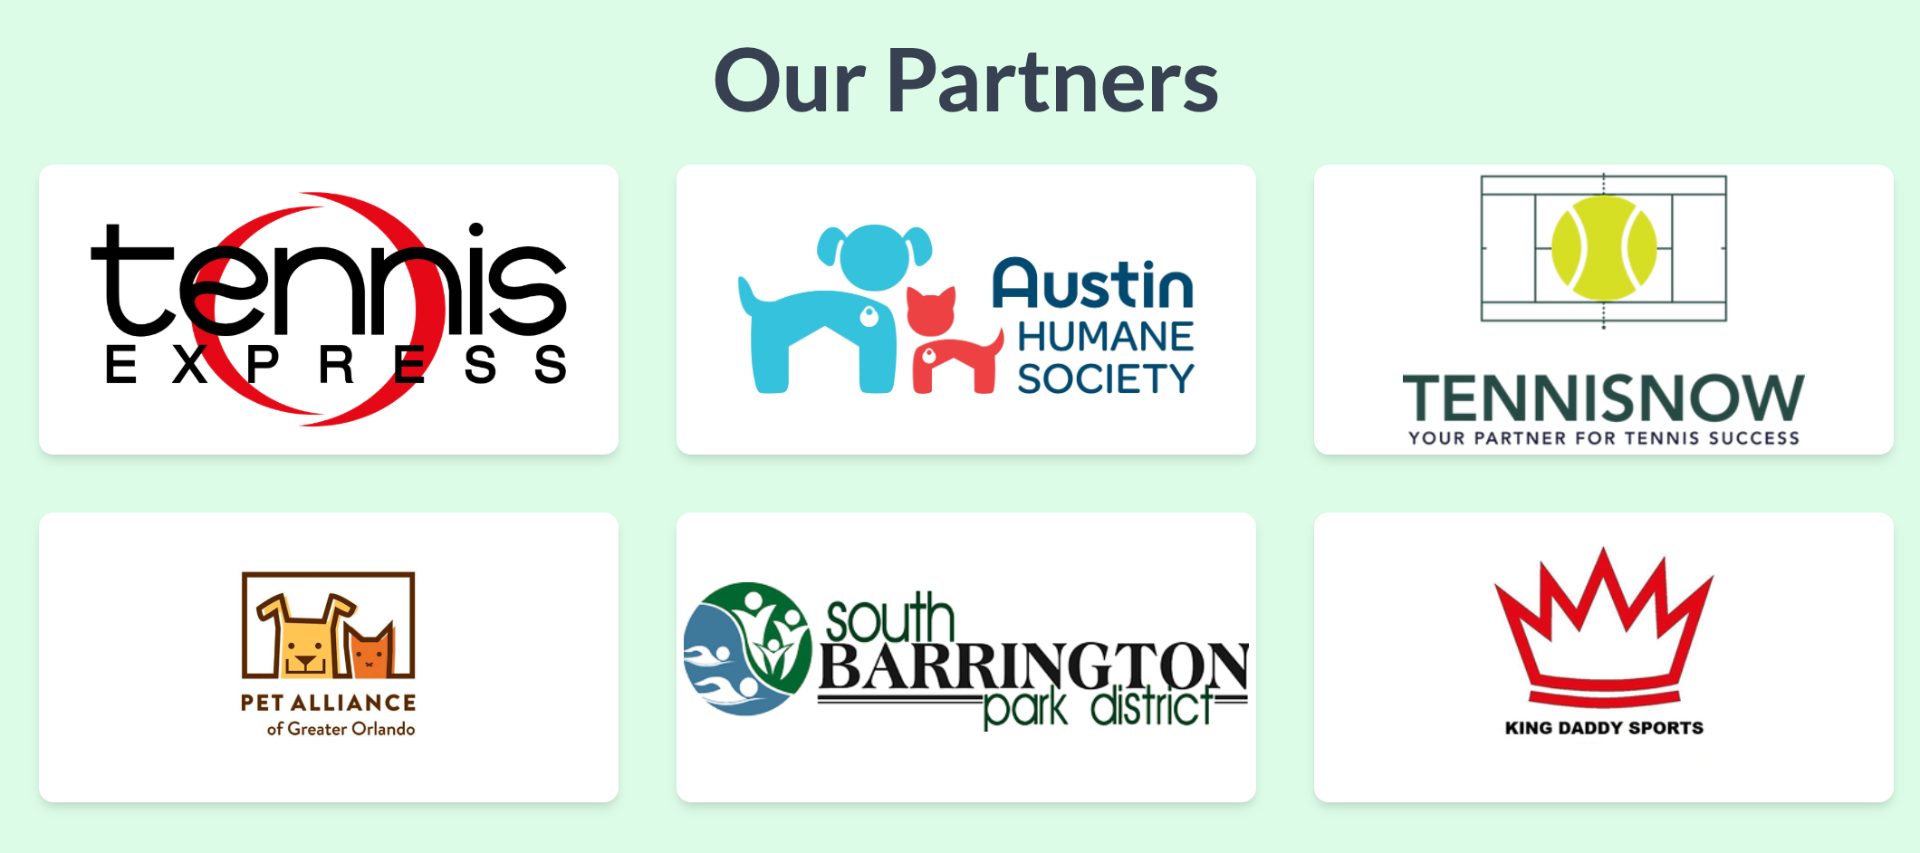 Our Partners
tennis
EXPRESS
Austin
HUMANE
SOCIETY
TENNISNOW
YOUR PARTNER FOR TENNIS SUCCESS
PET ALLIANCE
of Greater Orlando
south
BARRINGTON
park district
KING DADDY SPORTS